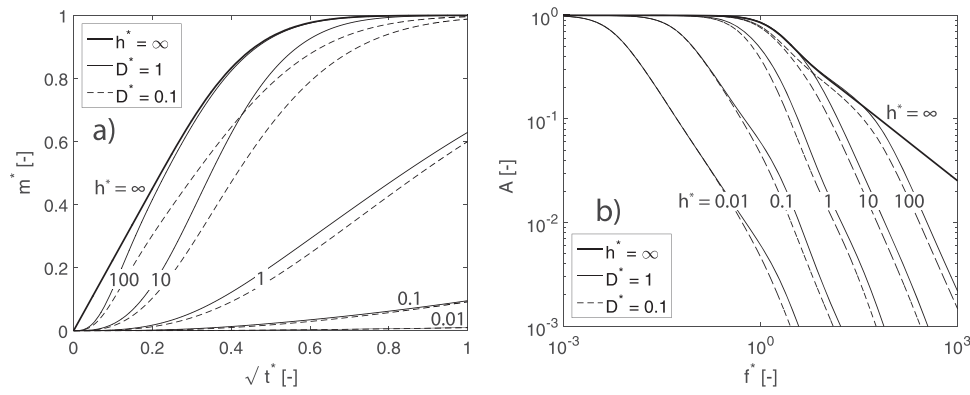 1
0.8
0.6
0.4
0.2
0
m* [-]
h* = ∞
D* = 1
D* = 0.1
a)
h* = ∞
100
10
1
0.1
0.01
0 0.2 0.4 0.6 0.8 1
√ t* [-]
10^0
10^-1
10^-2
10^-3
A [-]
h* = ∞
h* = 0.01 0.1 1 10 100
b)
h* = ∞
D* = 1
D* = 0.1
10^-3 10^0 10^3
f* [-]